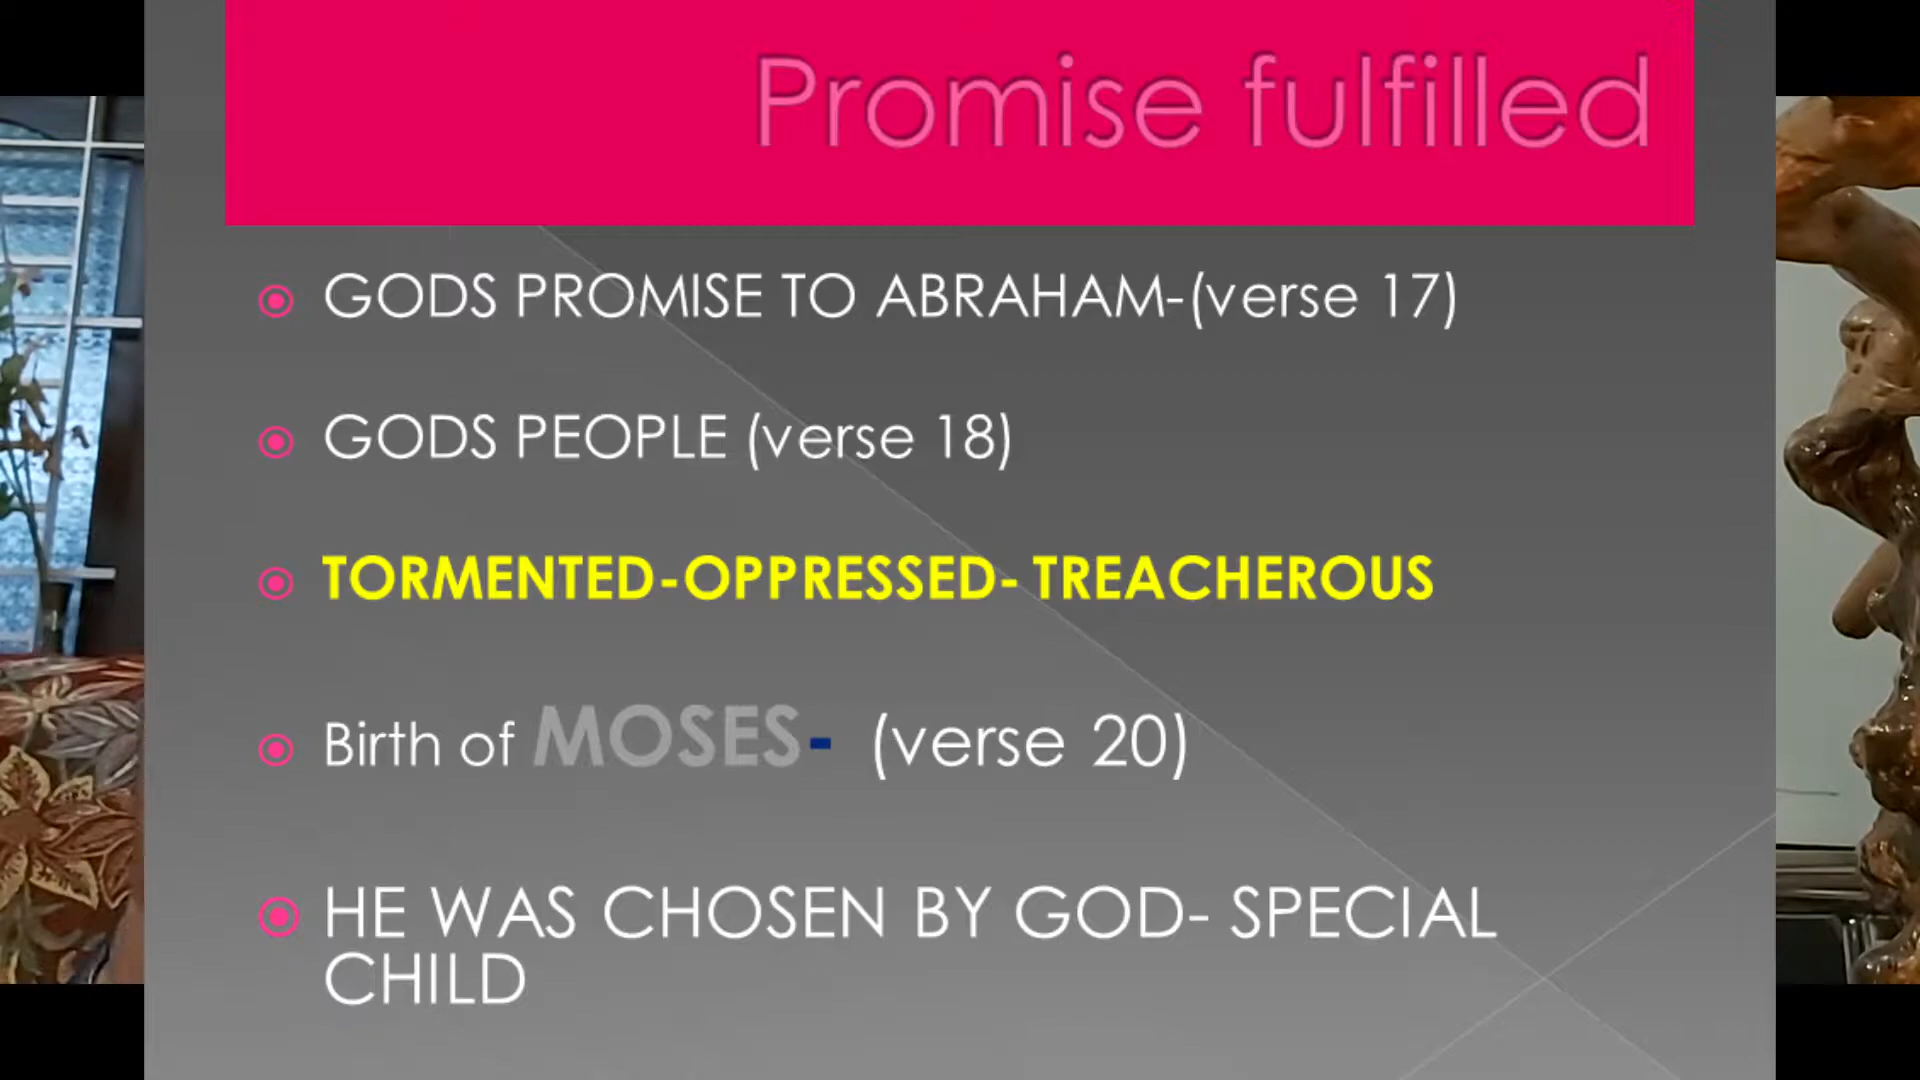 Promise fulfilled
GODS PROMISE TO ABRAHAM-(verse 17)
GODS PEOPLE (verse 18)
TORMENTED-OPPRESSED- TREACHEROUS
Birth of MOSES- (verse 20)
HE WAS CHOSEN BY GOD- SPECIAL
CHILD